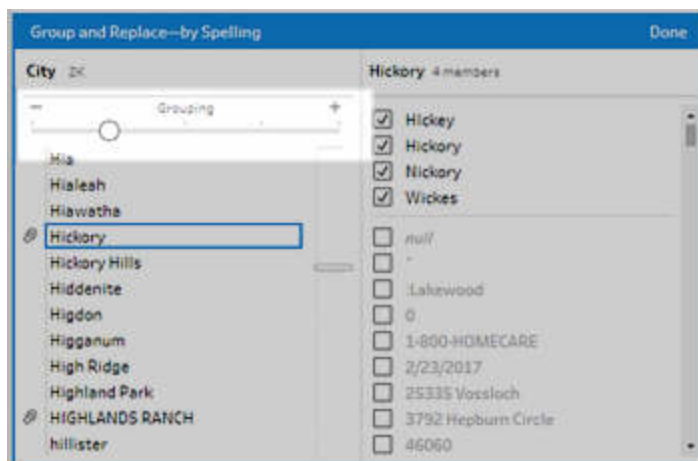 Group and Replace—by Spelling
Done
City 2K
− Grouping +
Hia
Hialeah
Hiawatha
Hickory
Hickory Hills
Hiddenite
Higdon
Higganum
High Ridge
Highland Park
HIGHLANDS RANCH
hillister
Hickory 4 members
Hickey
Hickory
Nickory
Wickes
null
"
:Lakewood
0
1-800-HOMECARE
2/23/2017
25335 Vossloch
3792 Hepburn Circle
46060